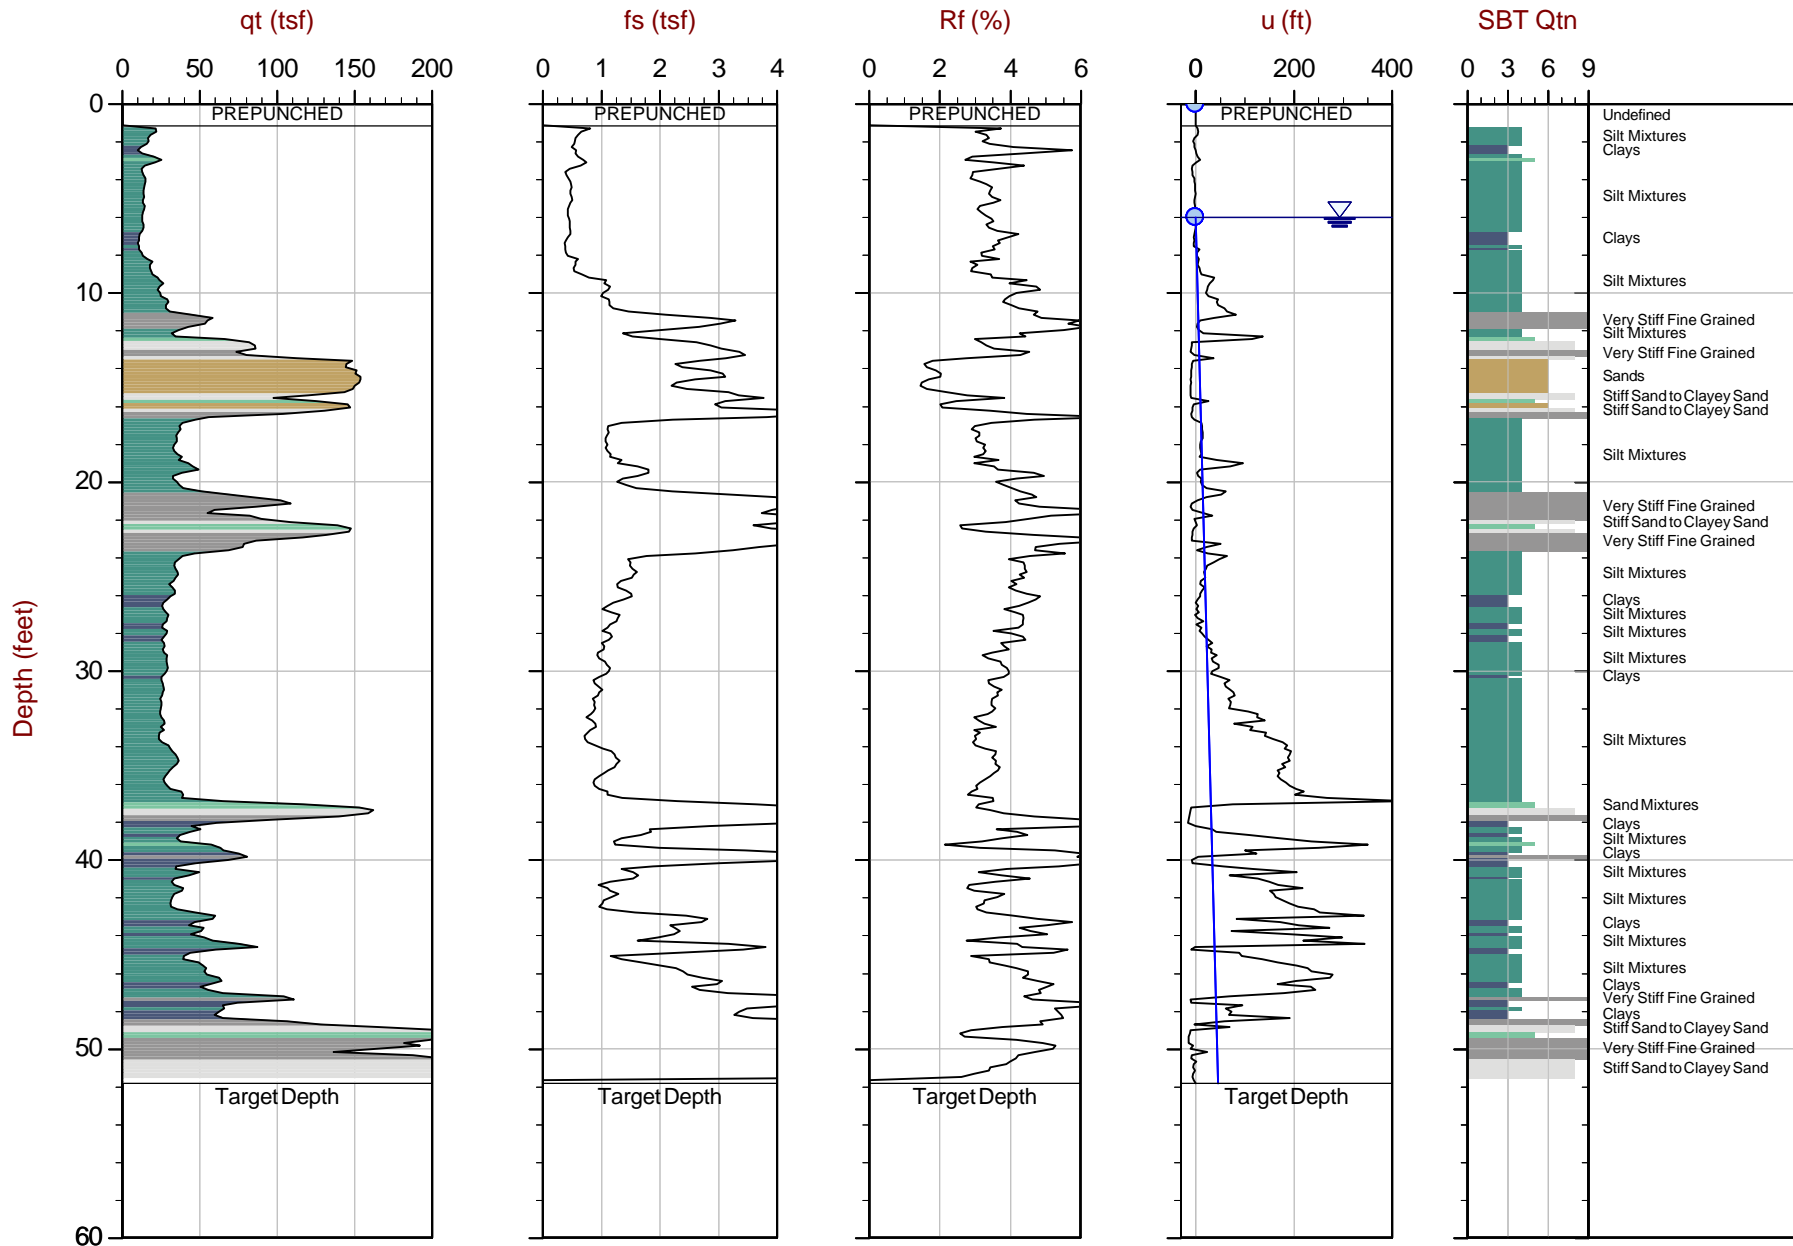 qt (tsf) fs (tsf) Rf (%) u (ft) SBT Qtn
0 50 100 150 200 0 1 2 3 4 0 2 4 6 0 200 400 0 3 6 9
0
PREPUNCHED PREPUNCHED PREPUNCHED PREPUNCHED
Undefined
Silt Mixtures
Clays
Silt Mixtures
Clays
Silt Mixtures
10
Very Stiff Fine Grained
Silt Mixtures
Very Stiff Fine Grained
Sands
Stiff Sand to Clayey Sand
Stiff Sand to Clayey Sand
Silt Mixtures
20
Very Stiff Fine Grained
Stiff Sand to Clayey Sand
Very Stiff Fine Grained
Silt Mixtures
Clays
Silt Mixtures
Silt Mixtures
Silt Mixtures
30
Clays
Depth (feet)
Silt Mixtures
Sand Mixtures
Clays
Silt Mixtures
Clays
40
Silt Mixtures
Silt Mixtures
Clays
Silt Mixtures
Silt Mixtures
Clays
Very Stiff Fine Grained
Clays
Stiff Sand to Clayey Sand
50
Very Stiff Fine Grained
Stiff Sand to Clayey Sand
Target Depth Target Depth Target Depth Target Depth
60